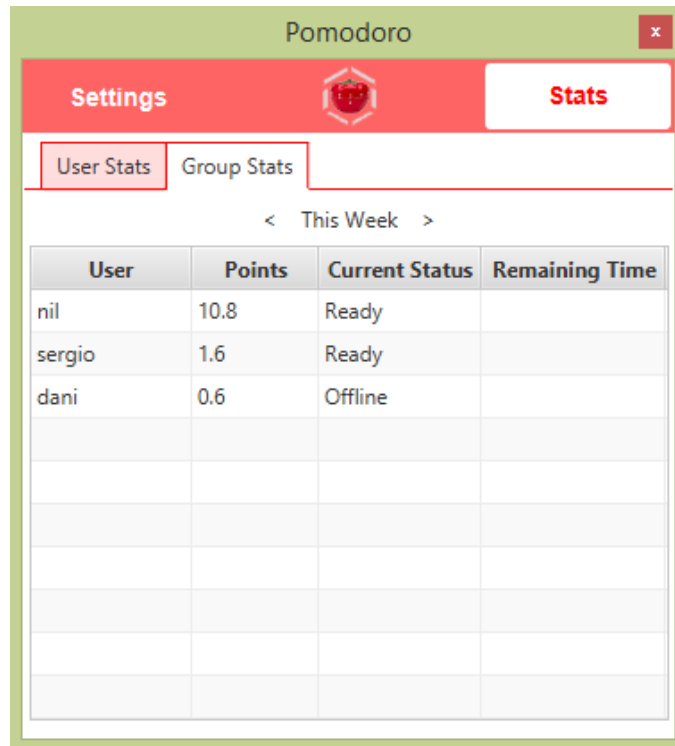 Pomodoro x
Settings Stats
User Stats Group Stats
< This Week >
User Points Current Status Remaining Time
nil 10.8 Ready
sergio 1.6 Ready
dani 0.6 Offline